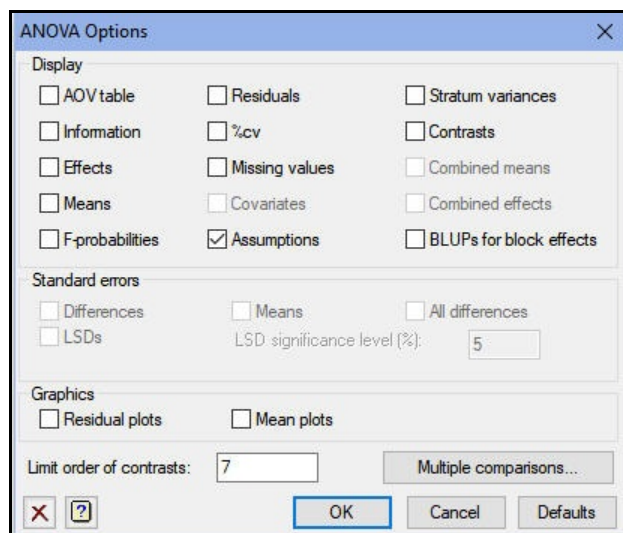 ANOVA Options
Display
AOV table Residuals Stratum variances
Information %cv Contrasts
Effects Missing values Combined means
Means Covariates Combined effects
F-probabilities Assumptions BLUPs for block effects
Standard errors
Differences Means All differences
LSDs LSD significance level (%): 5
Graphics
Residual plots Mean plots
Limit order of contrasts: 7 Multiple comparisons...
? OK Cancel Defaults